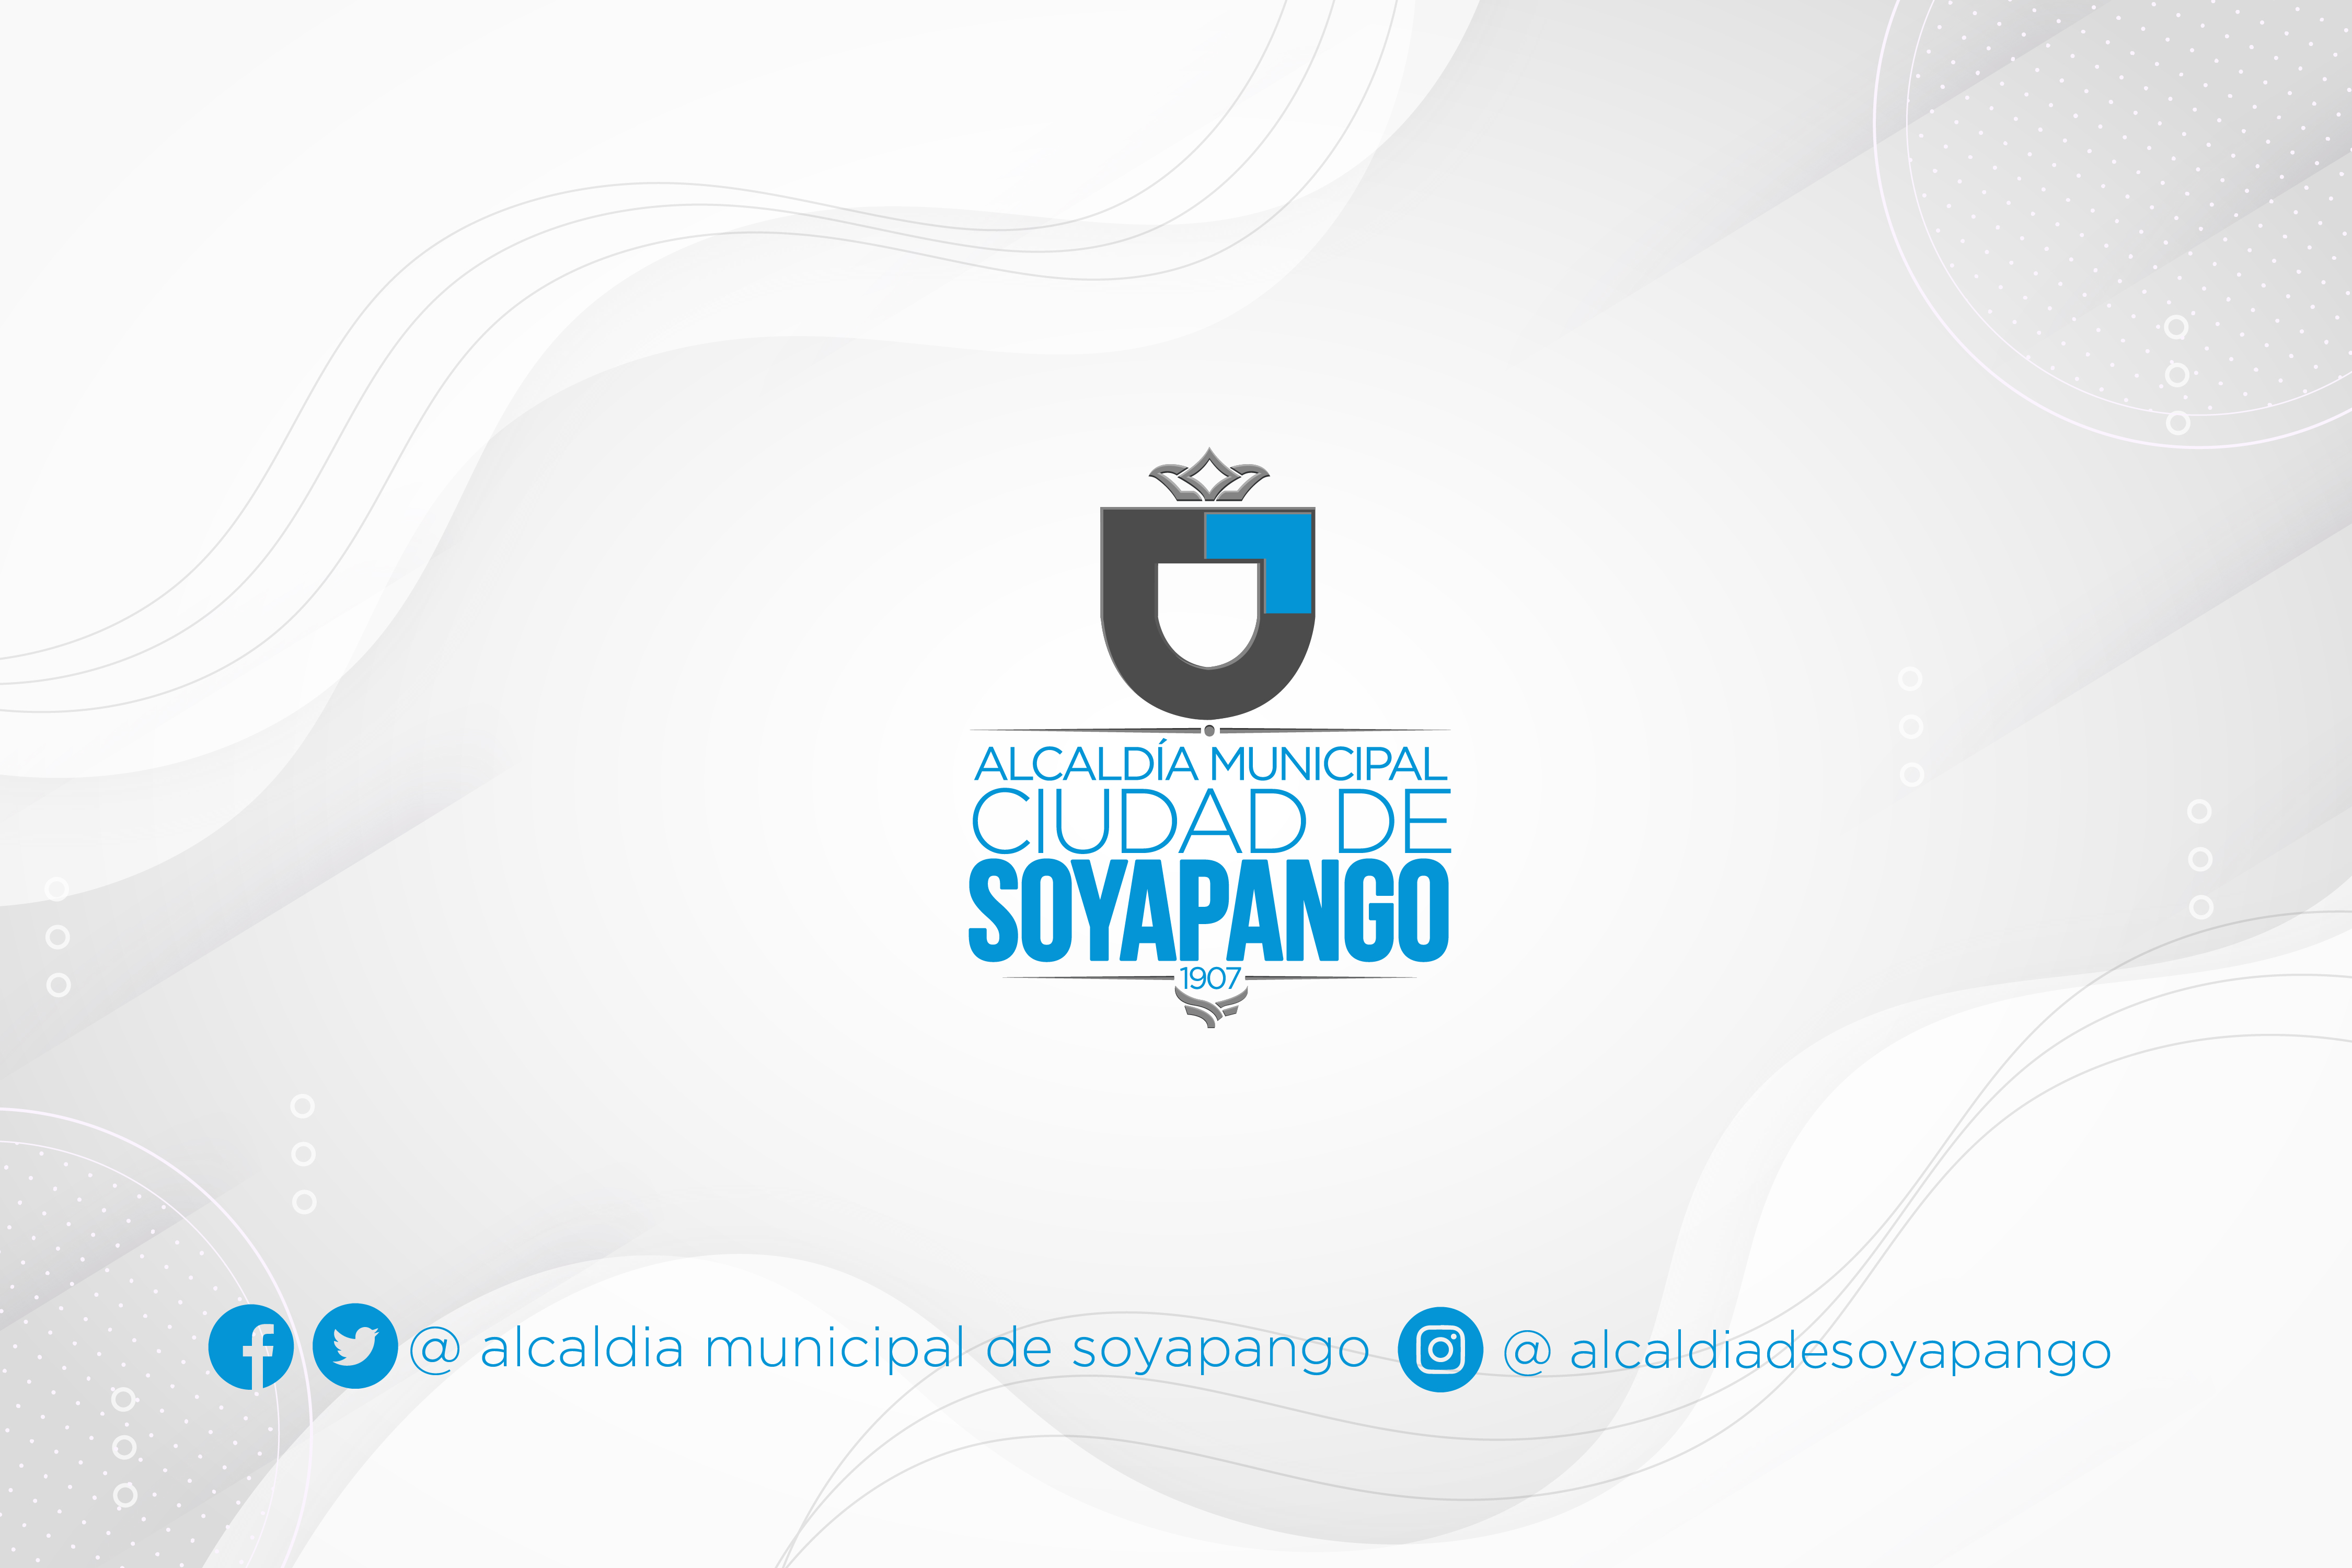 ALCALDÍA MUNICIPAL
CIUDAD DE
SOYAPANGO
1907
@ alcaldia municipal de soyapango @ alcaldiadesoyapango